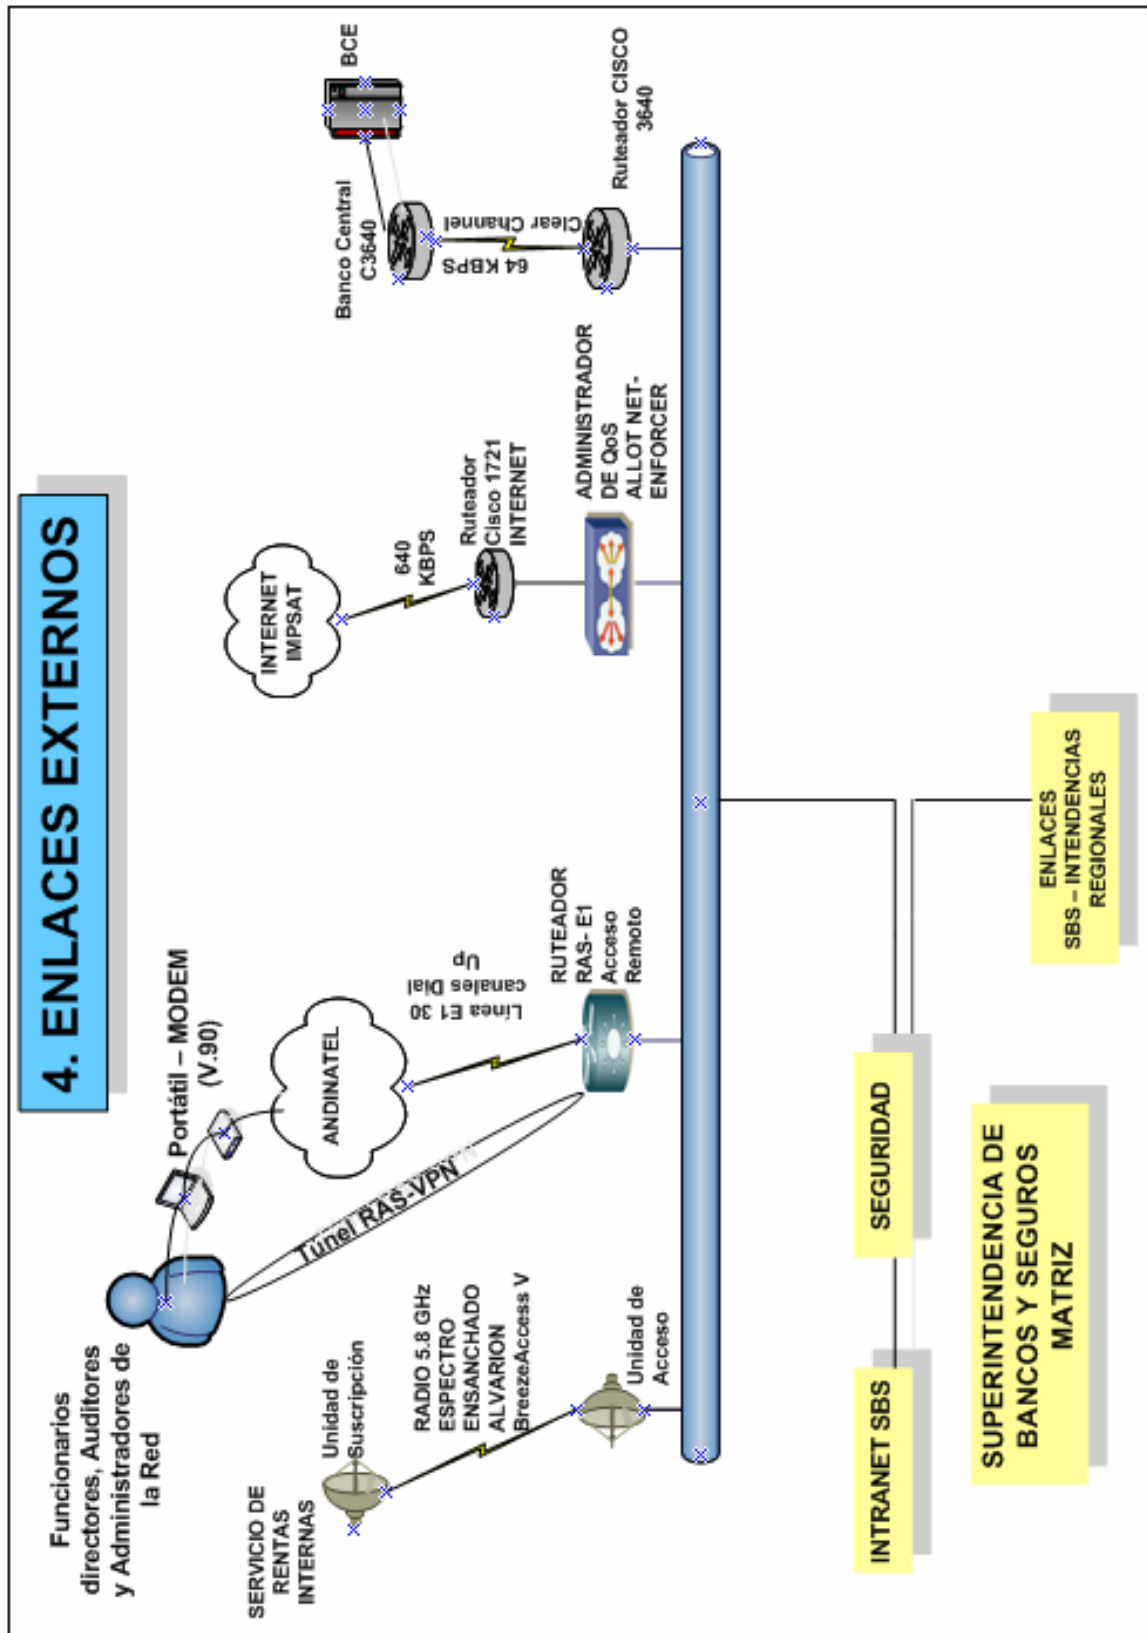 4. ENLACES EXTERNOS
Funcionarios
directores, Auditores
y Administradores de
la Red
Portátil – MODEM
(V.90)
SERVICIO DE
RENTAS
INTERNAS
Unidad de
Suscripción
RADIO 5.8 GHz
ESPECTRO
ENSANCHADO
ALVARION
BreezeAccess V
Unidad de
Acceso
Túnel RAS-VPN
ANDINATEL
Línea E1 30
canales Dial
Up
RUTEADOR
RAS- E1
Acceso
Remoto
INTERNET
IMPSAT
640
KBPS
Ruteador
Cisco 1721
INTERNET
ADMINISTRADOR
DE QoS
ALLOT NET-
ENFORCER
BCE
Banco Central
C3640
64 KBPS
Clear Channel
Ruteador CISCO
3640
INTRANET SBS
SEGURIDAD
ENLACES
SBS – INTENDENCIAS
REGIONALES
SUPERINTENDENCIA DE
BANCOS Y SEGUROS
MATRIZ